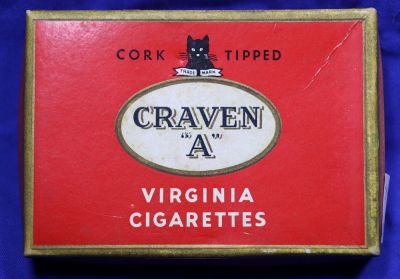 CORK TIPPED
TRADE MARK
CRAVEN
"A"
VIRGINIA
CIGARETTES